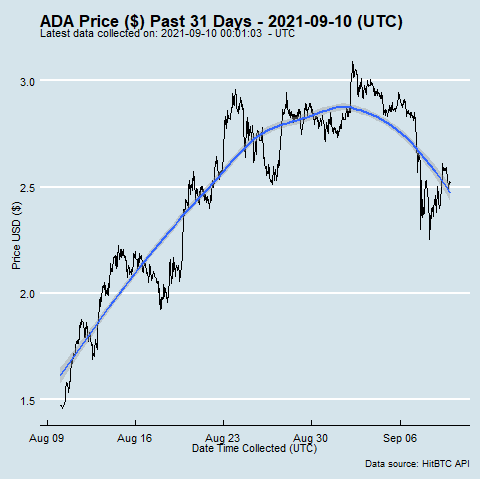 ADA Price ($) Past 31 Days - 2021-09-10 (UTC)
Latest data collected on: 2021-09-10 00:01:03 - UTC
3.0
2.5
2.0
1.5
Price USD ($)
Aug 09 Aug 16 Aug 23 Aug 30 Sep 06
Date Time Collected (UTC)
Data source: HitBTC API